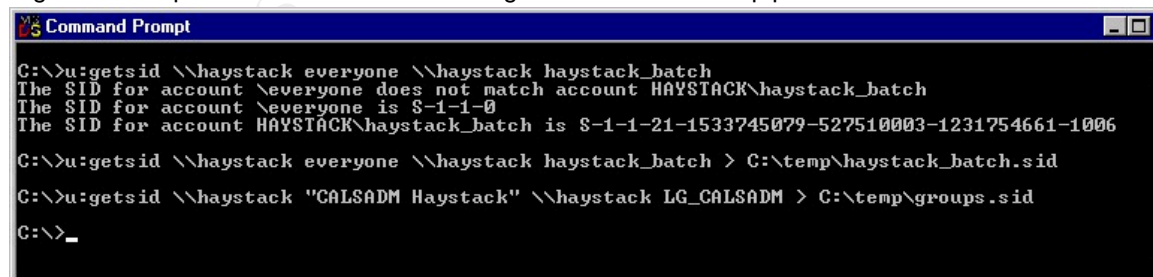 Command Prompt
C:\>u:getsid \\haystack everyone \\haystack haystack_batch
The SID for account \everyone does not match account HAYSTACK\haystack_batch
The SID for account \everyone is S-1-1-0
The SID for account HAYSTACK\haystack_batch is S-1-1-21-1533745079-527510003-1231754661-1006
C:\>u:getsid \\haystack everyone \\haystack haystack_batch > C:\temp\haystack_batch.sid
C:\>u:getsid \\haystack "CALSADM Haystack" \\haystack LG_CALSADM > C:\temp\groups.sid
C:\>_